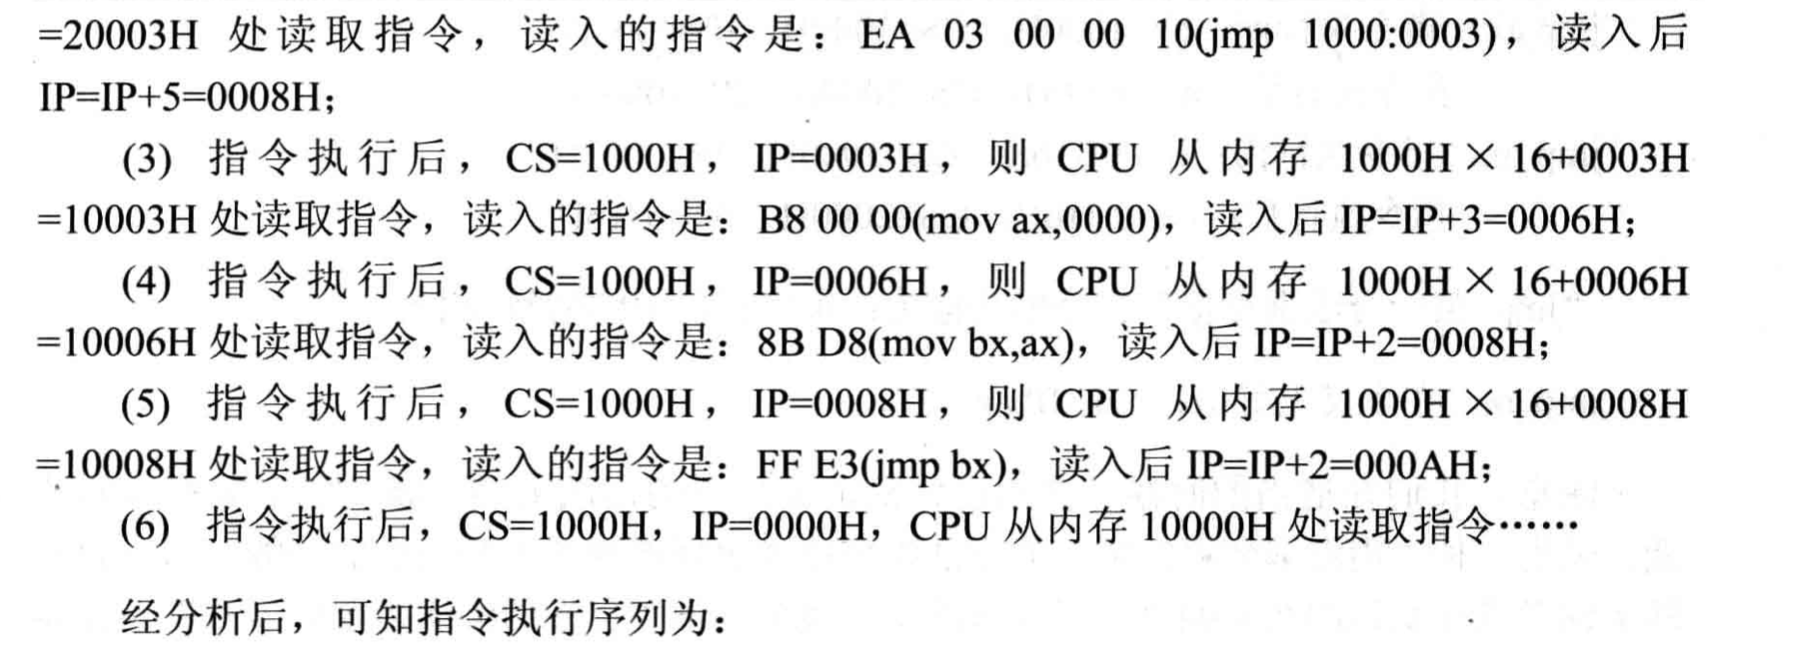 =20003H 处读取指令，读入的指令是：EA 03 00 00 10(jmp 1000:0003)，读入后
IP=IP+5=0008H；
(3) 指令执行后，CS=1000H，IP=0003H，则 CPU 从内存 1000H×16+0003H
=10003H 处读取指令，读入的指令是：B8 00 00(mov ax,0000)，读入后 IP=IP+3=0006H；
(4) 指令执行后，CS=1000H，IP=0006H，则 CPU 从内存 1000H×16+0006H
=10006H 处读取指令，读入的指令是：8B D8(mov bx,ax)，读入后 IP=IP+2=0008H；
(5) 指令执行后，CS=1000H，IP=0008H，则 CPU 从内存 1000H×16+0008H
=10008H 处读取指令，读入的指令是：FF E3(jmp bx)，读入后 IP=IP+2=000AH；
(6) 指令执行后，CS=1000H，IP=0000H，CPU 从内存 10000H 处读取指令……
经分析后，可知指令执行序列为：